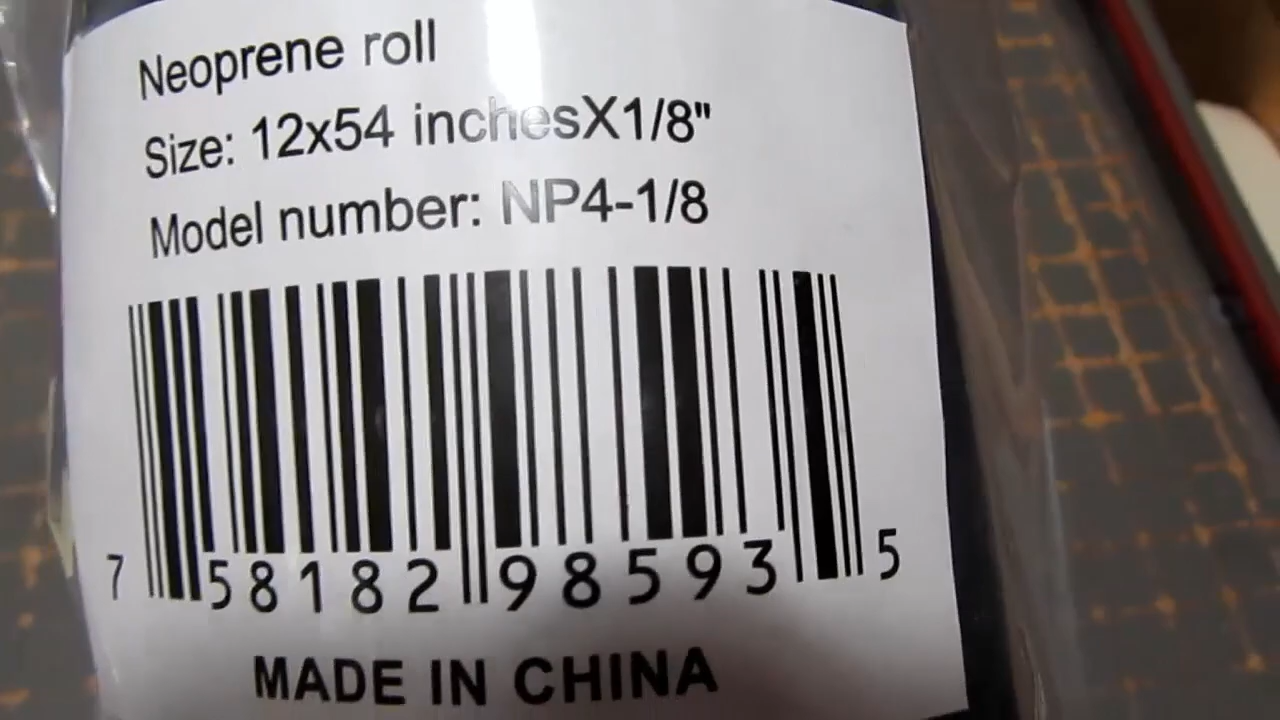 Neoprene roll
Size: 12x54 inchesX1/8"
Model number: NP4-1/8
7 58182 98593 5
MADE IN CHINA